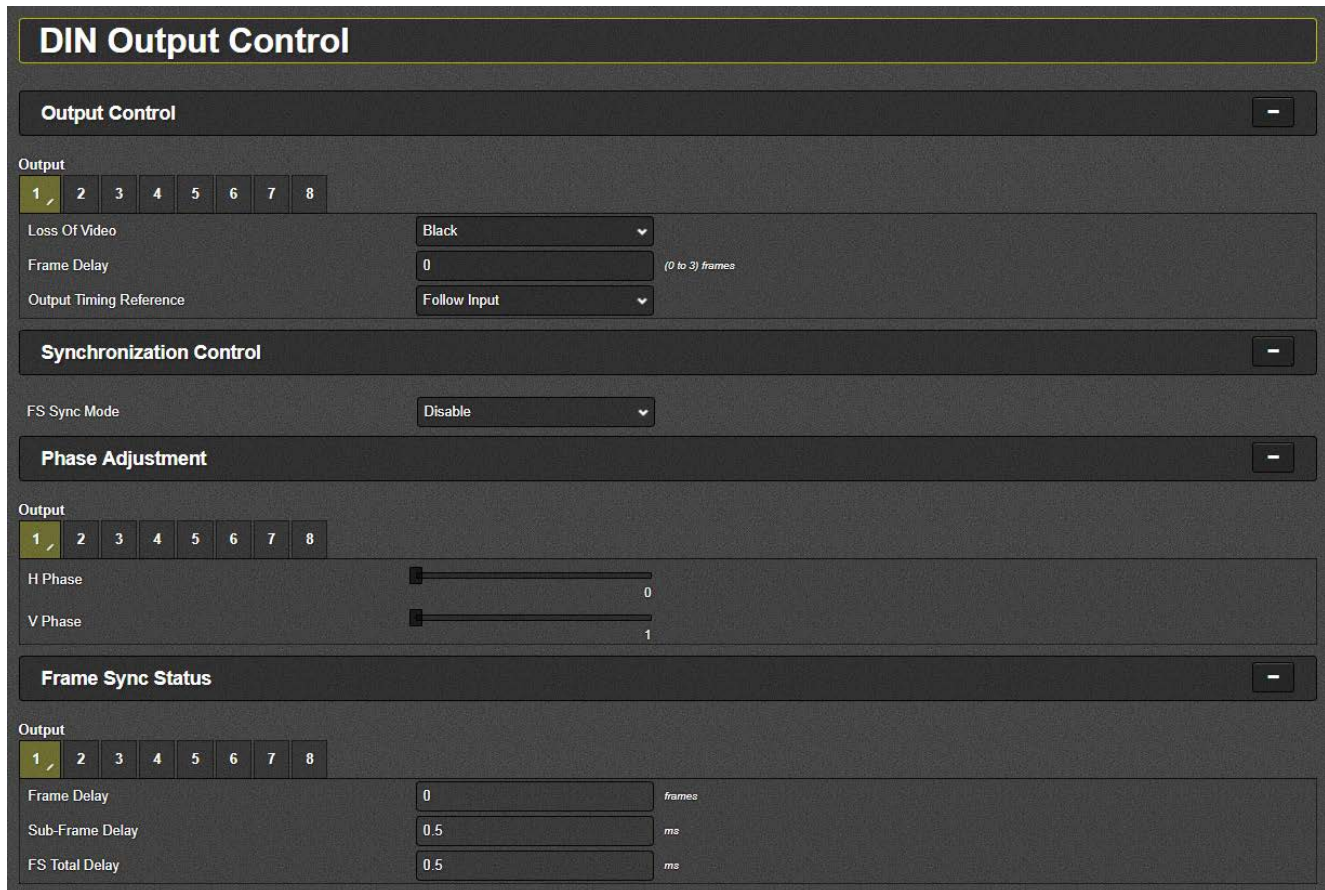 DIN Output Control
Output Control
Output
1 2 3 4 5 6 7 8
Loss Of Video Black
Frame Delay 0 (0 to 3) frames
Output Timing Reference Follow Input
Synchronization Control
FS Sync Mode Disable
Phase Adjustment
Output
1 2 3 4 5 6 7 8
H Phase
0
V Phase
1
Frame Sync Status
Output
1 2 3 4 5 6 7 8
Frame Delay 0 frames
Sub-Frame Delay 0.5 ms
FS Total Delay 0.5 ms